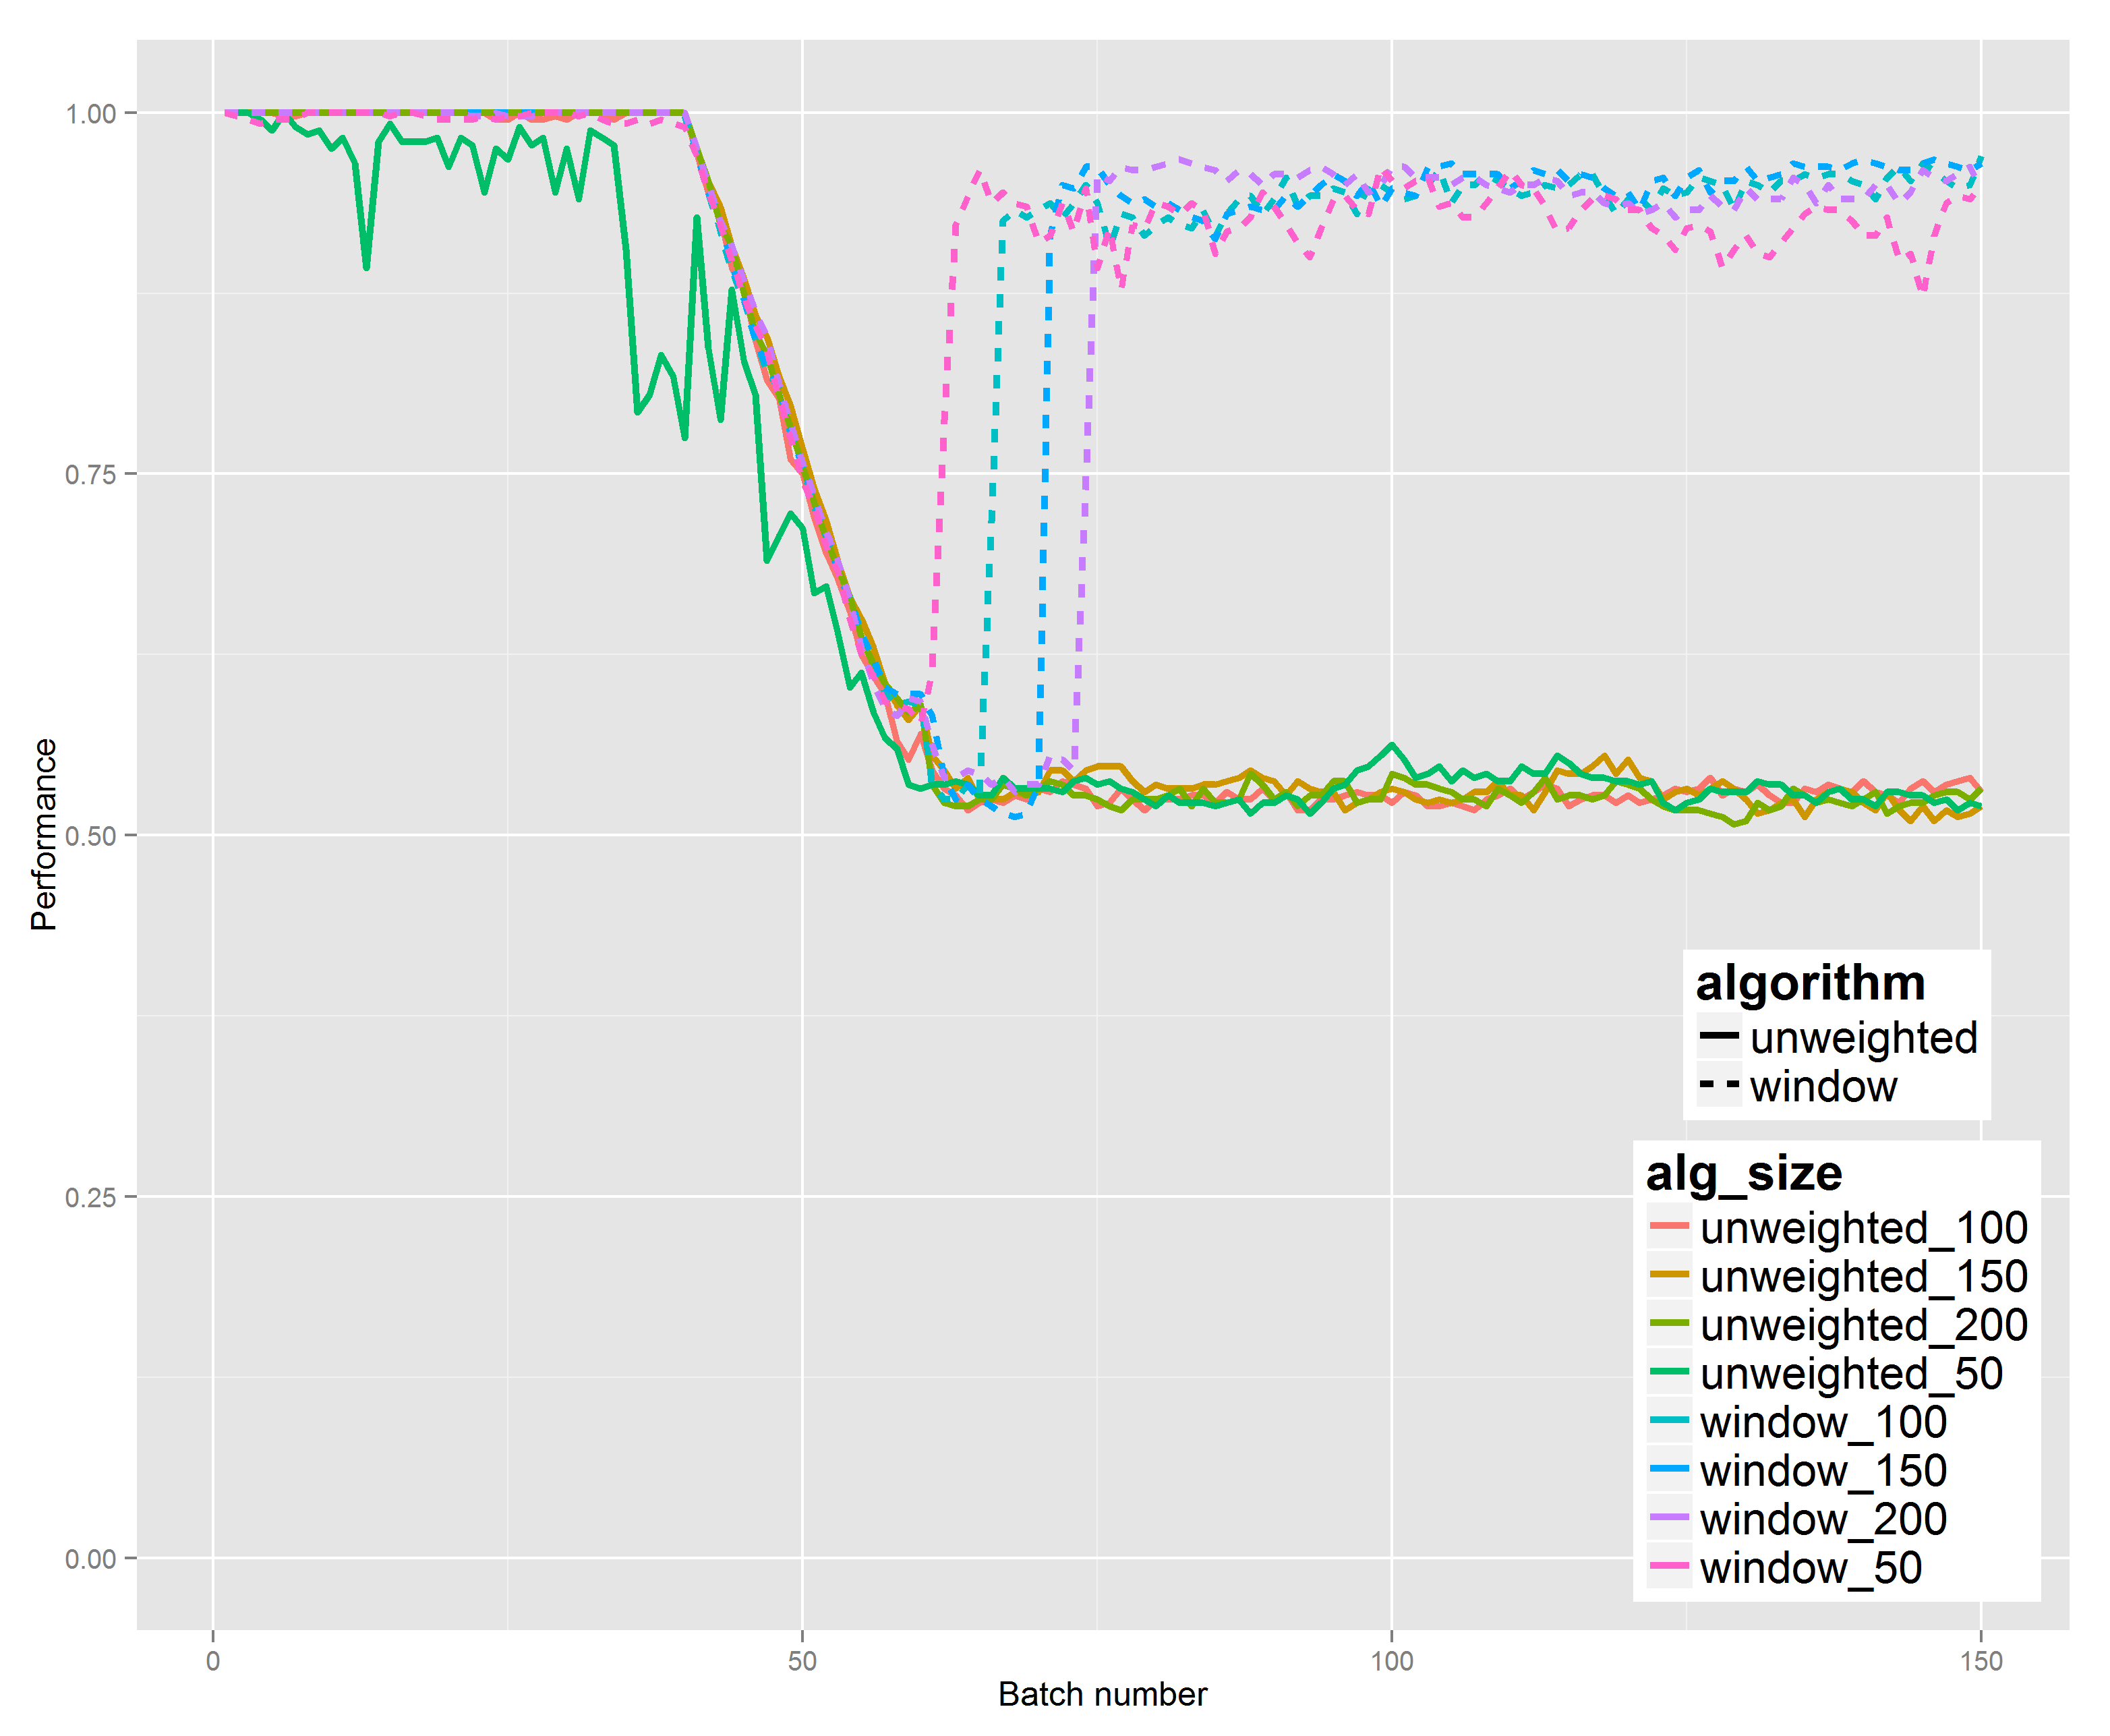 1.00
0.75
0.50
0.25
0.00
Performance
0
50
100
150
Batch number
algorithm
unweighted
window
alg_size
unweighted_100
unweighted_150
unweighted_200
unweighted_50
window_100
window_150
window_200
window_50